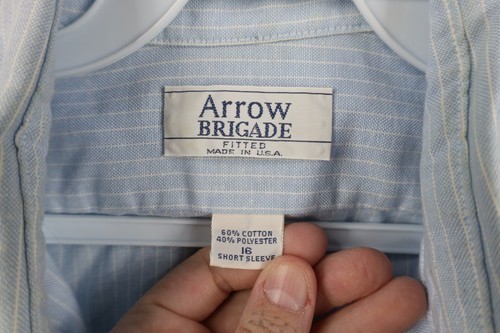 Arrow
BRIGADE
FITTED
MADE IN U.S.A.
60% COTTON
40% POLYESTER
16
SHORT SLEEVE